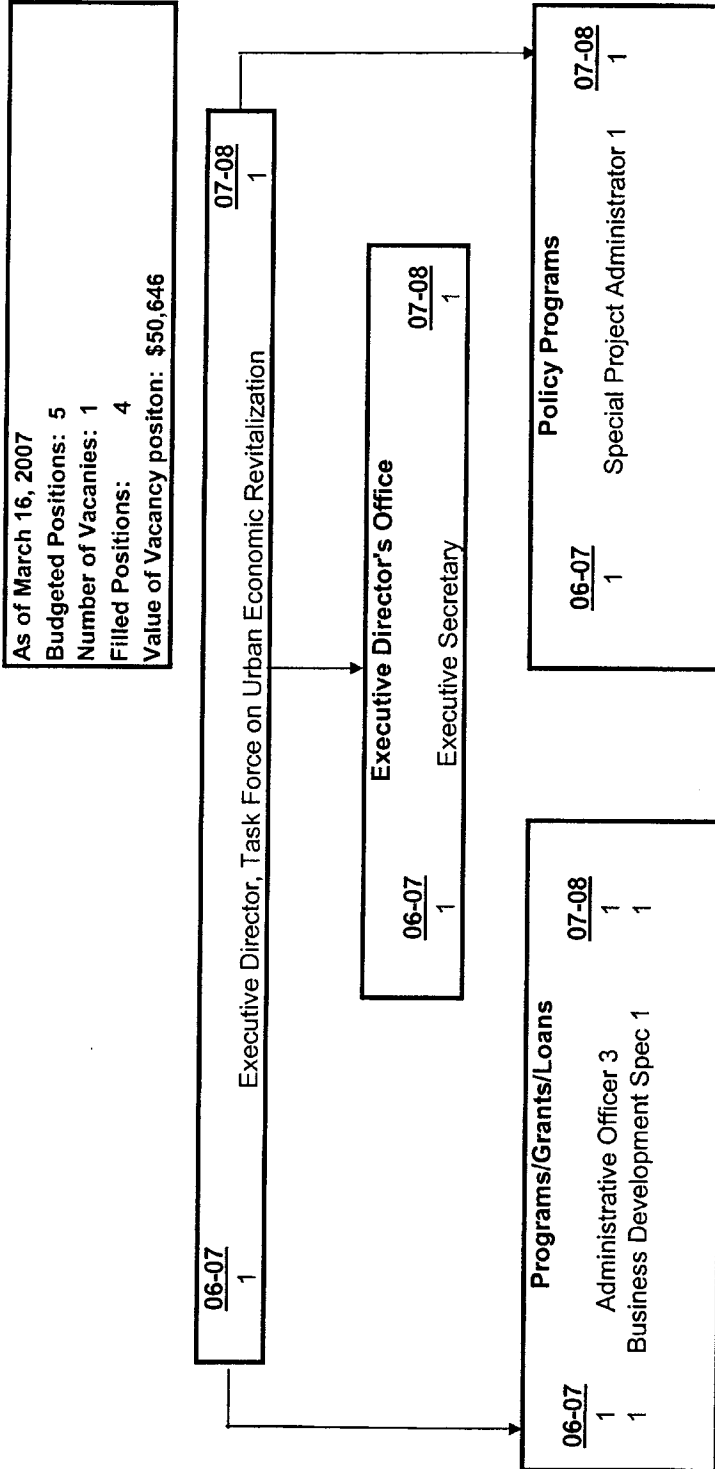 As of March 16, 2007
Budgeted Positions: 5
Number of Vacanies: 1
Filled Positions: 4
Value of Vacancy positon: $50,646
06-07 07-08
1 Executive Director, Task Force on Urban Economic Revitalization 1
Executive Director's Office
06-07 07-08
1 Executive Secretary 1
Programs/Grants/Loans
06-07 07-08
1 Administrative Officer 3 1
1 Business Development Spec 1 1
Policy Programs
06-07 07-08
1 Special Project Administrator 1 1